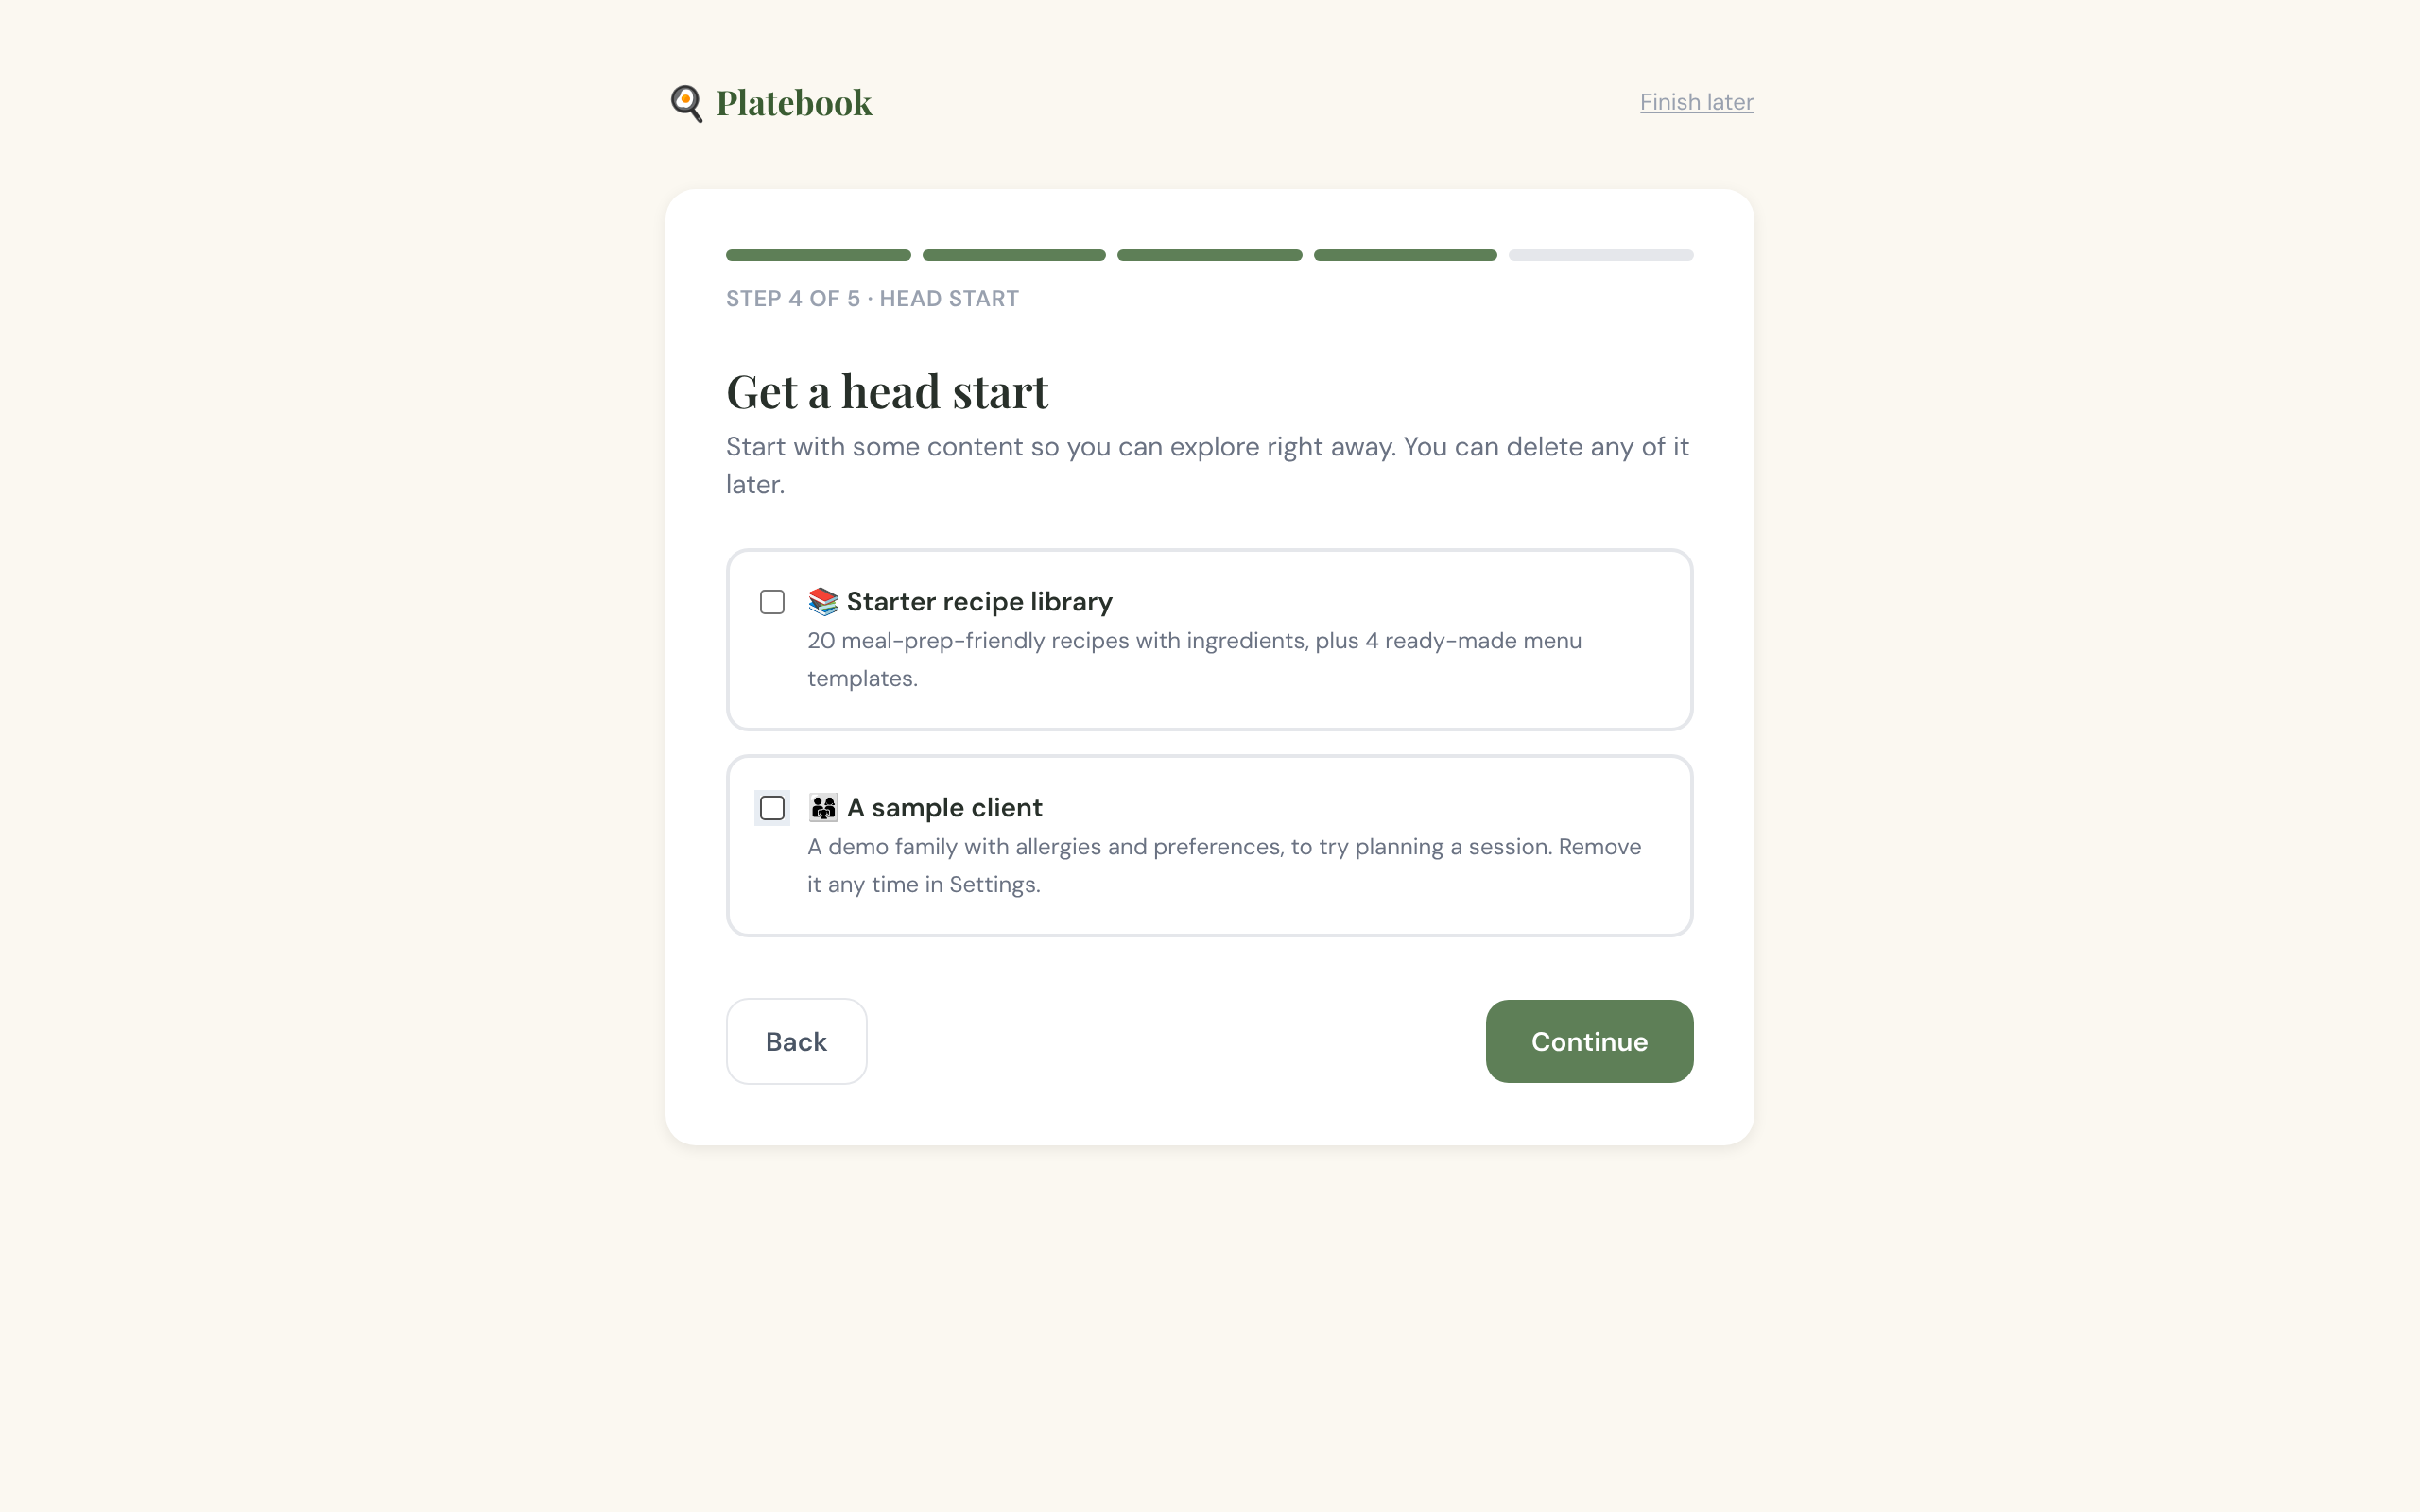 Platebook
Finish later
STEP 4 OF 5 · HEAD START
Get a head start
Start with some content so you can explore right away. You can delete any of it
later.
Starter recipe library
20 meal-prep-friendly recipes with ingredients, plus 4 ready-made menu
templates.
A sample client
A demo family with allergies and preferences, to try planning a session. Remove
it any time in Settings.
Back
Continue